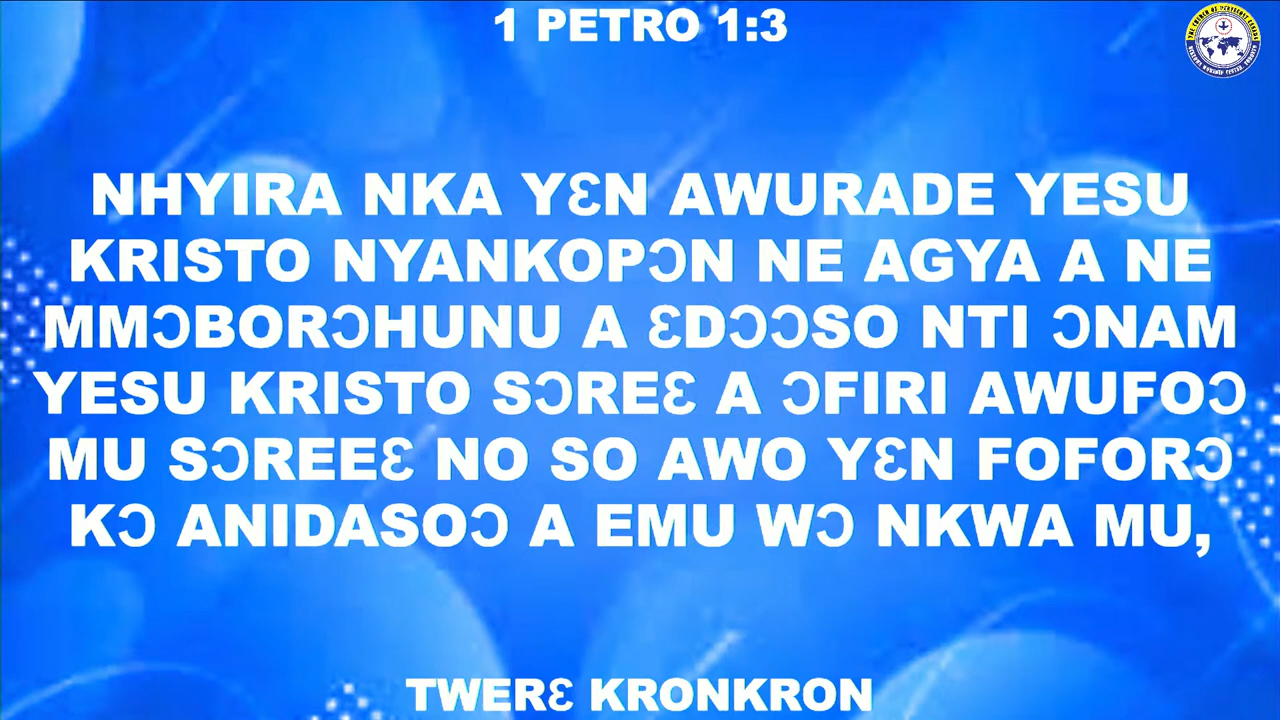 1 PETRO 1:3
NHYIRA NKA YƐN AWURADE YESU
KRISTO NYANKOPƆN NE AGYA A NE
MMƆBORƆHUNU A ƐDƆƆSO NTI ƆNAM
YESU KRISTO SƆREƐ A ƆFIRI AWUFOƆ
MU SƆREEƐ NO SO AWO YƐN FOFORƆ
KƆ ANIDASOƆ A EMU WƆ NKWA MU,
TWERƐ KRONKRON